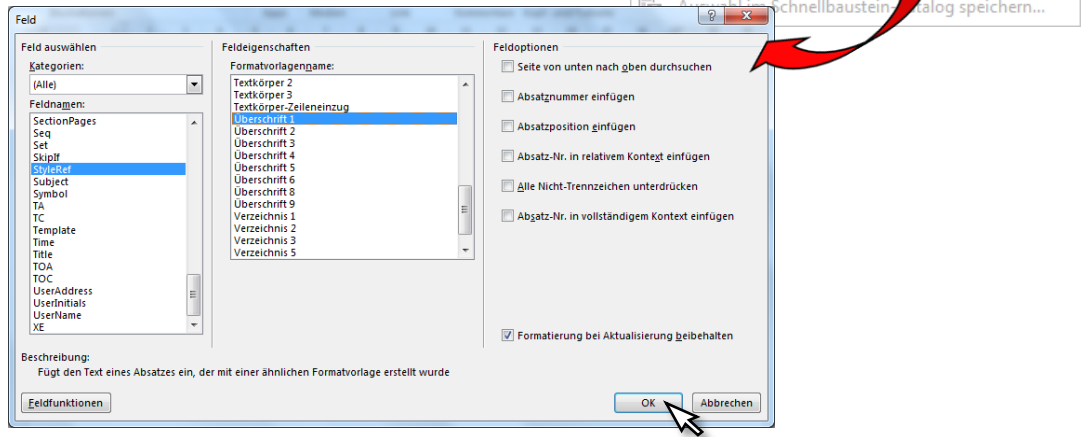 Auswahl im Schnellbaustein-Katalog speichern...
Feld
Feld auswählen
Kategorien:
(Alle)
Feldnamen:
SectionPages
Seq
Set
SkipIf
StyleRef
Subject
Symbol
TA
TC
Template
Time
Title
TOA
TOC
UserAddress
UserInitials
UserName
XE
Feldeigenschaften
Formatvorlagenname:
Textkörper 2
Textkörper 3
Textkörper-Zeileneinzug
Überschrift 1
Überschrift 2
Überschrift 3
Überschrift 4
Überschrift 5
Überschrift 6
Überschrift 8
Überschrift 9
Verzeichnis 1
Verzeichnis 2
Verzeichnis 3
Verzeichnis 5
Feldoptionen
Seite von unten nach oben durchsuchen
Absatznummer einfügen
Absatzposition einfügen
Absatz-Nr. in relativem Kontext einfügen
Alle Nicht-Trennzeichen unterdrücken
Absatz-Nr. in vollständigem Kontext einfügen
Formatierung bei Aktualisierung beibehalten
Beschreibung:
Fügt den Text eines Absatzes ein, der mit einer ähnlichen Formatvorlage erstellt wurde
Feldfunktionen
OK
Abbrechen